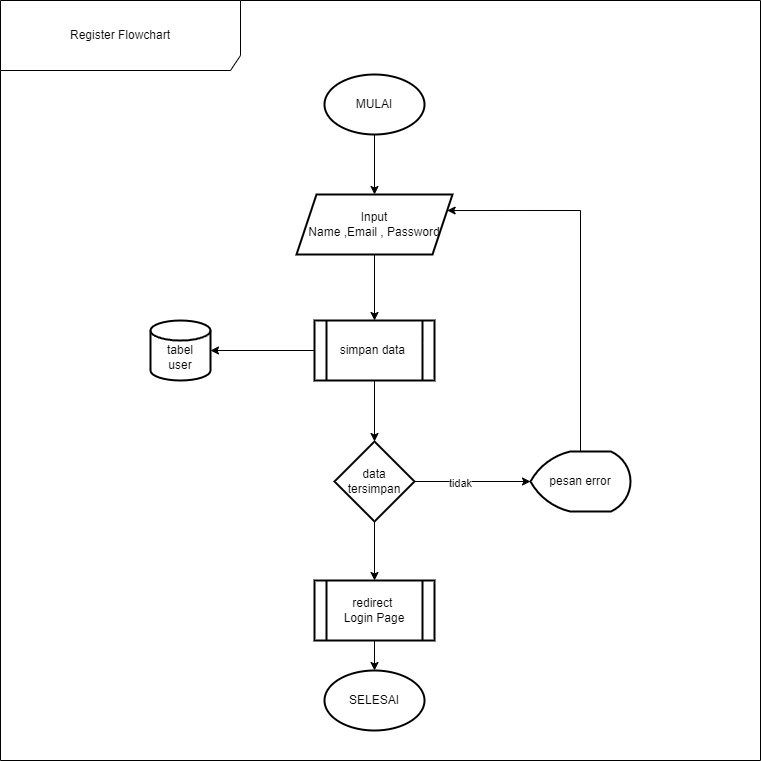 Register Flowchart
MULAI
Input
Name ,Email , Password
simpan data
tabel
user
data
tersimpan
tidak
pesan error
redirect
Login Page
SELESAI